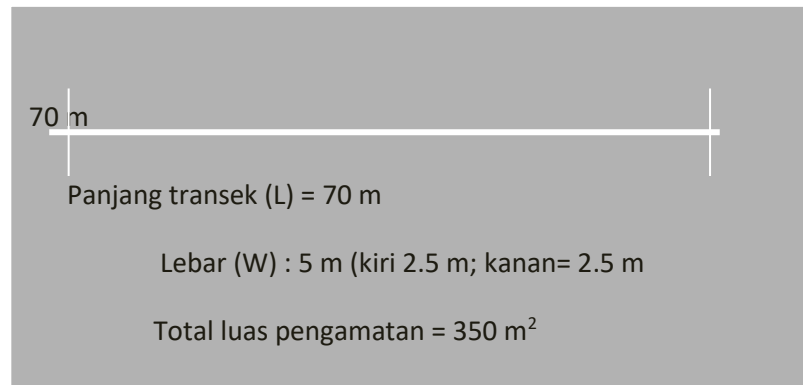 70 m
Panjang transek (L) = 70 m
Lebar (W) : 5 m (kiri 2.5 m; kanan= 2.5 m
Total luas pengamatan = 350 m²